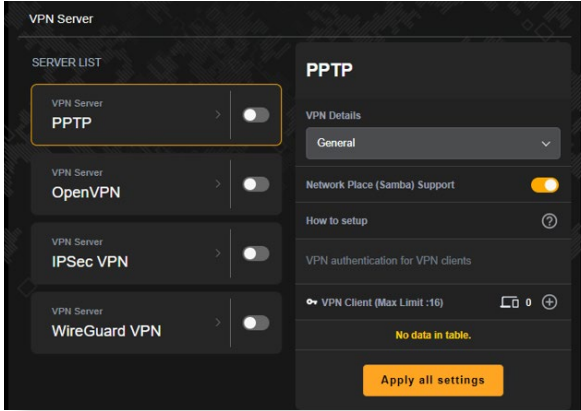 VPN Server
SERVER LIST
VPN Server
PPTP
VPN Server
OpenVPN
VPN Server
IPSec VPN
VPN Server
WireGuard VPN
PPTP
VPN Details
General
Network Place (Samba) Support
How to setup
VPN authentication for VPN clients
VPN Client (Max Limit :16) 0
No data in table.
Apply all settings